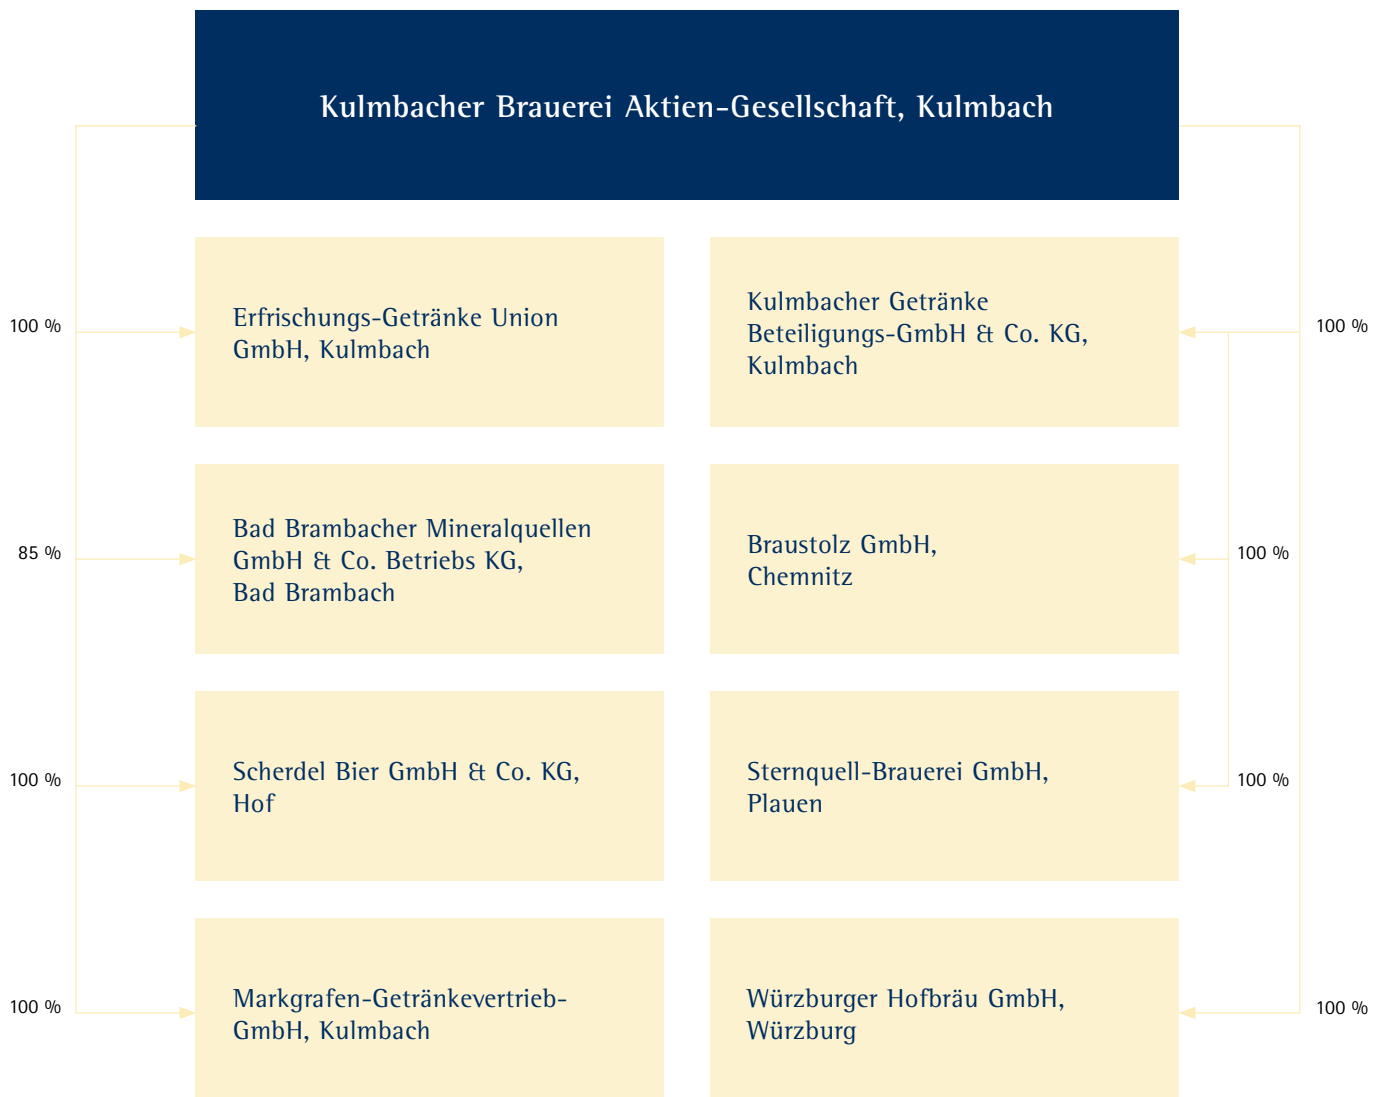 Kulmbacher Brauerei Aktien-Gesellschaft, Kulmbach
100 %
Erfrischungs-Getränke Union
GmbH, Kulmbach
Kulmbacher Getränke
Beteiligungs-GmbH & Co. KG,
Kulmbach
100 %
85 %
Bad Brambacher Mineralquellen
GmbH & Co. Betriebs KG,
Bad Brambach
Braustolz GmbH,
Chemnitz
100 %
100 %
Scherdel Bier GmbH & Co. KG,
Hof
Sternquell-Brauerei GmbH,
Plauen
100 %
100 %
Markgrafen-Getränkevertrieb-
GmbH, Kulmbach
Würzburger Hofbräu GmbH,
Würzburg
100 %